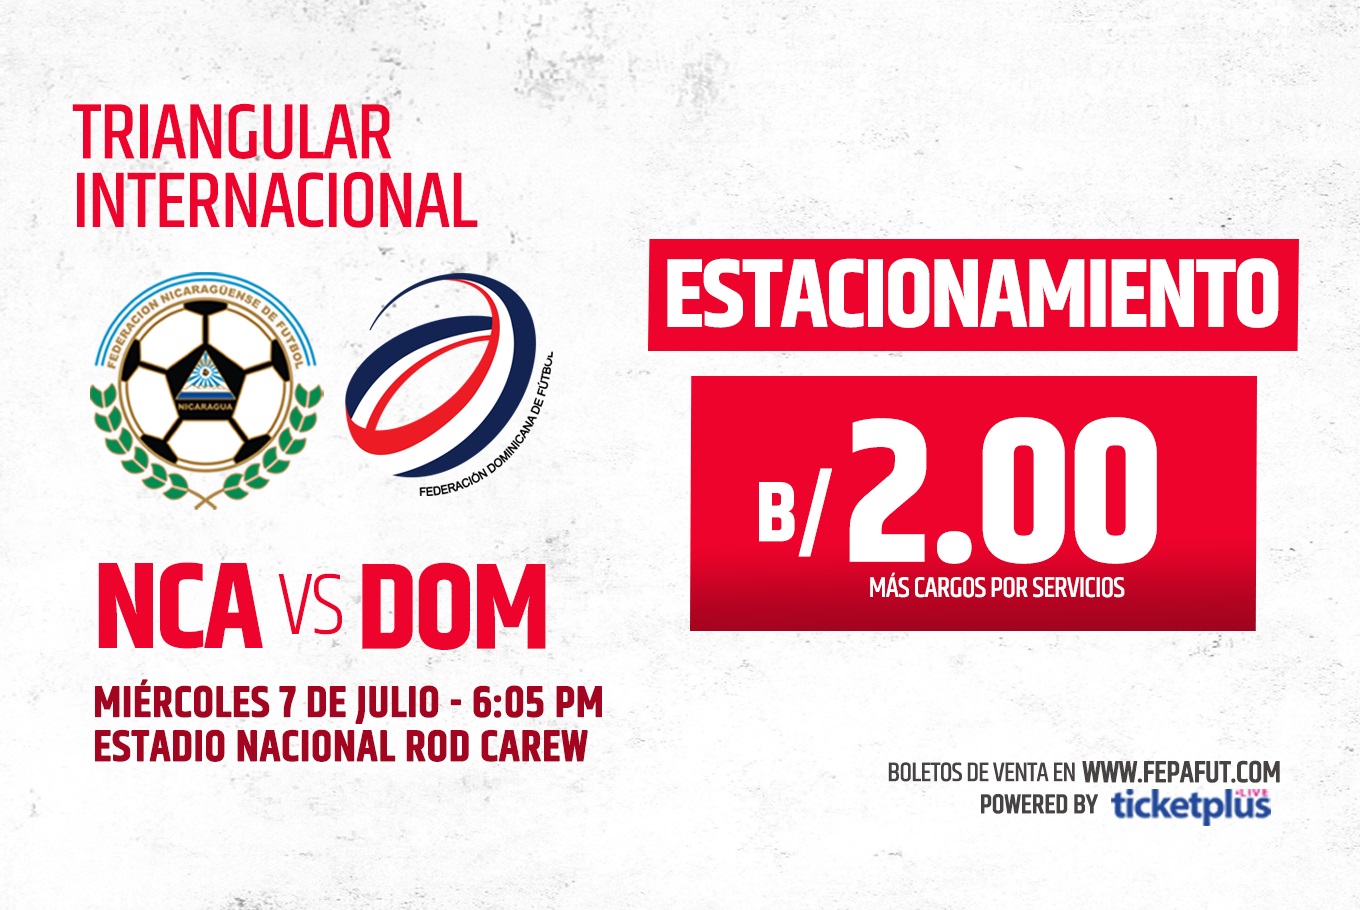 TRIANGULAR
INTERNACIONAL
FEDERACION NICARAGÜENSE DE FUTBOL
NICARAGUA
FEDERACIÓN DOMINICANA DE FÚTBOL
NCA VS DOM
MIÉRCOLES 7 DE JULIO - 6:05 PM
ESTADIO NACIONAL ROD CAREW
ESTACIONAMIENTO
B/2.00
MÁS CARGOS POR SERVICIOS
BOLETOS DE VENTA EN WWW.FEPAFUT.COM
POWERED BY ticketplus LIVE